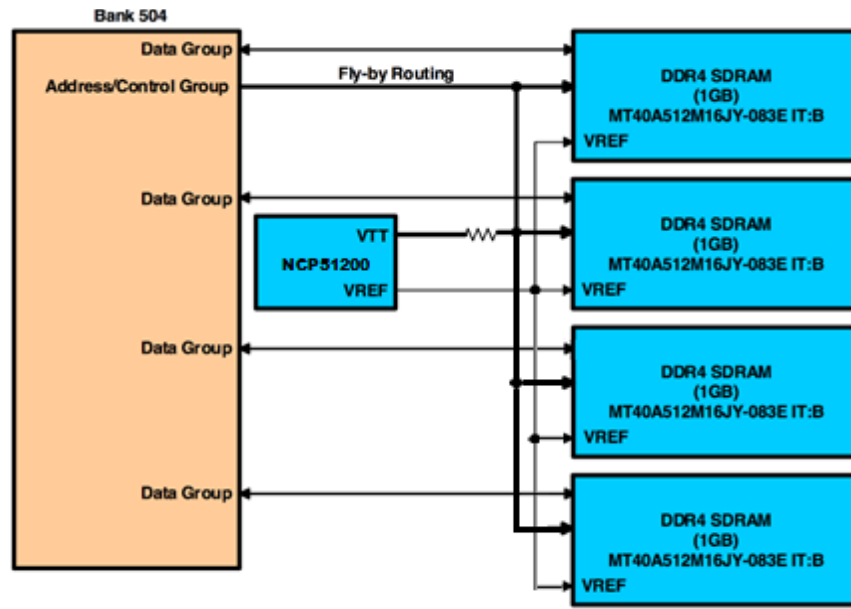 Bank 504
Data Group
Address/Control Group
Fly-by Routing
DDR4 SDRAM
(1GB)
MT40A512M16JY-083E IT:B
VREF
Data Group
VTT
NCP51200
VREF
DDR4 SDRAM
(1GB)
MT40A512M16JY-083E IT:B
VREF
Data Group
DDR4 SDRAM
(1GB)
MT40A512M16JY-083E IT:B
VREF
Data Group
DDR4 SDRAM
(1GB)
MT40A512M16JY-083E IT:B
VREF